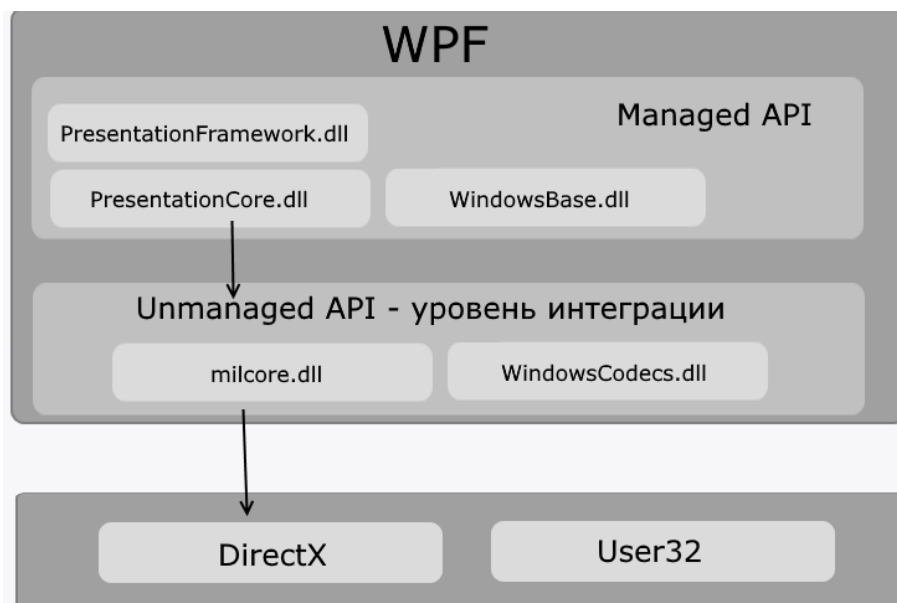 WPF
Managed API
PresentationFramework.dll
PresentationCore.dll
WindowsBase.dll
Unmanaged API - уровень интеграции
milcore.dll
WindowsCodecs.dll
DirectX
User32